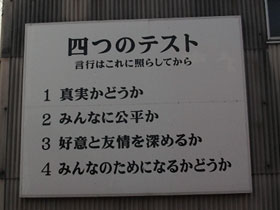 四つのテスト
言行はこれに照らしてから
1 真実かどうか
2 みんなに公平か
3 好意と友情を深めるか
4 みんなのためになるかどうか